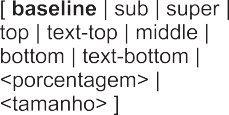 [ baseline | sub | super |
top | text-top | middle |
bottom | text-bottom |
<porcentagem> |
<tamanho> ]